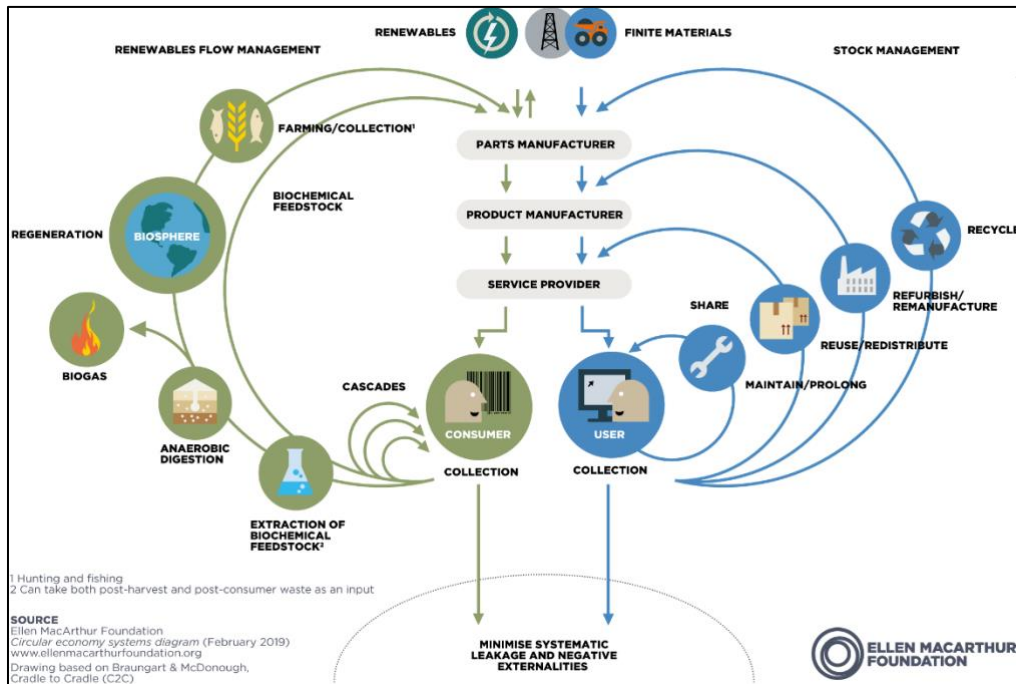 RENEWABLES
FINITE MATERIALS
RENEWABLES FLOW MANAGEMENT
STOCK MANAGEMENT
FARMING/COLLECTION¹
PARTS MANUFACTURER
BIOCHEMICAL
FEEDSTOCK
PRODUCT MANUFACTURER
REGENERATION
BIOSPHERE
RECYCLE
SERVICE PROVIDER
SHARE
REFURBISH/
REMANUFACTURE
REUSE/REDISTRIBUTE
BIOGAS
CASCADES
MAINTAIN/PROLONG
CONSUMER
USER
ANAEROBIC
DIGESTION
COLLECTION
COLLECTION
EXTRACTION OF
BIOCHEMICAL
FEEDSTOCK²
1 Hunting and fishing
2 Can take both post-harvest and post-consumer waste as an input
SOURCE
Ellen MacArthur Foundation
Circular economy systems diagram (February 2019)
www.ellenmacarthurfoundation.org
Drawing based on Braungart & McDonough,
Cradle to Cradle (C2C)
MINIMISE SYSTEMATIC
LEAKAGE AND NEGATIVE
EXTERNALITIES
ELLEN MACARTHUR
FOUNDATION